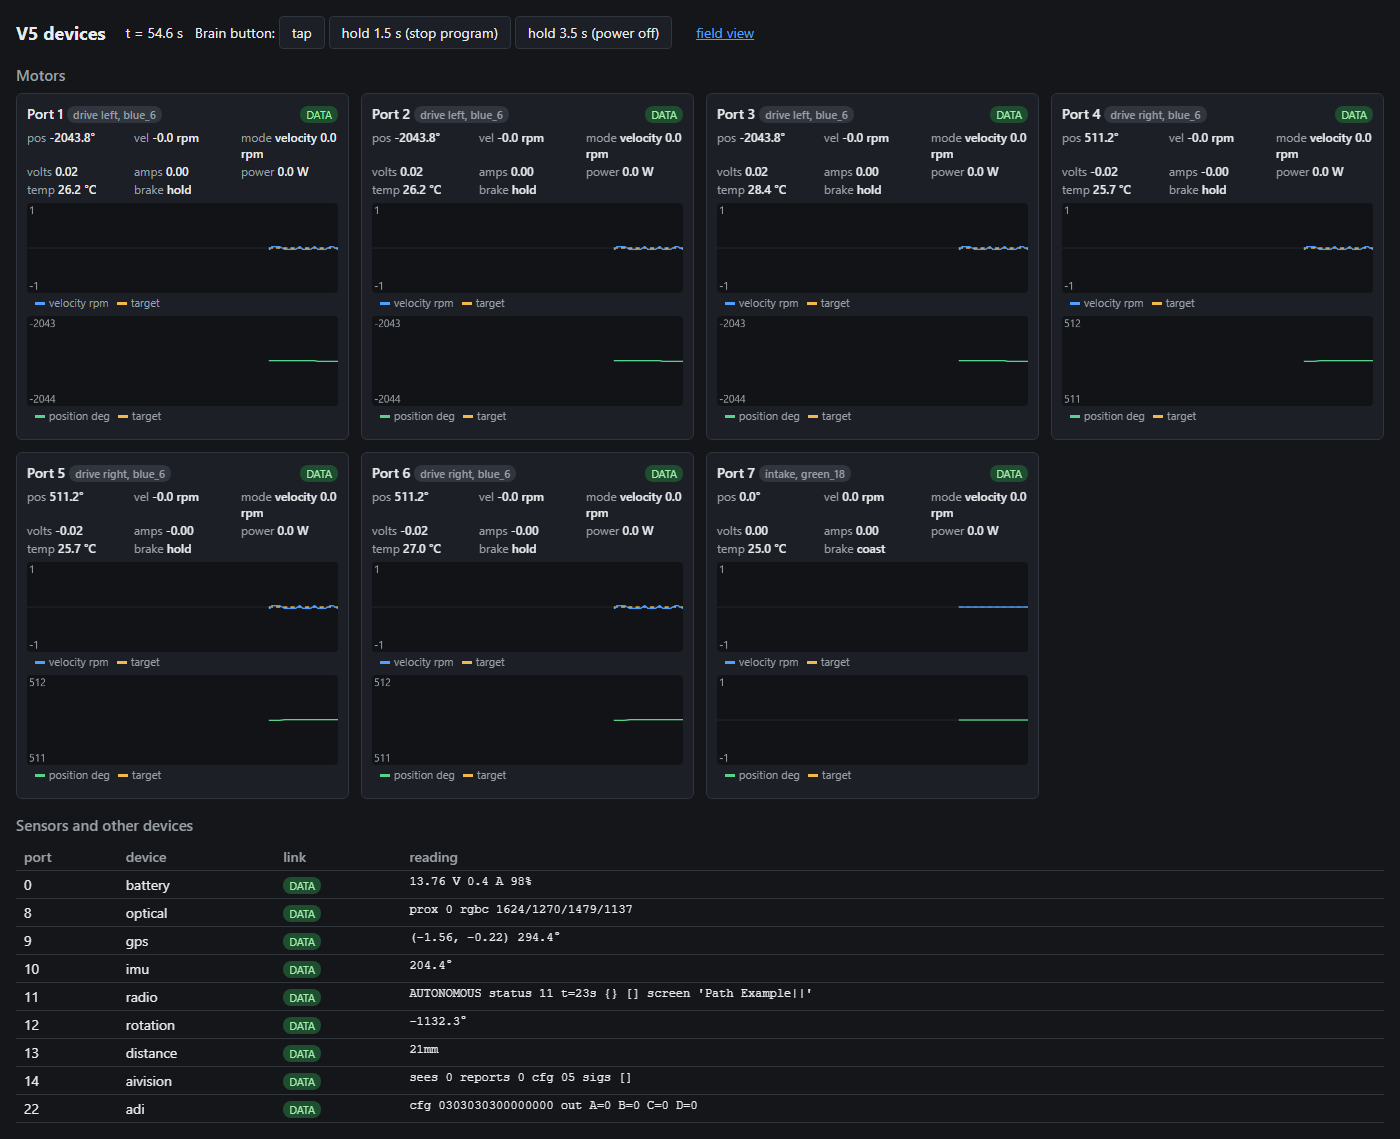 V5 devices t = 54.6 s Brain button: tap hold 1.5 s (stop program) hold 3.5 s (power off) field view
Motors
Port 1 drive left, blue_6 DATA
pos -2043.8° vel -0.0 rpm mode velocity 0.0 rpm
volts 0.02 amps 0.00 power 0.0 W
temp 26.2 °C brake hold
1
-1
velocity rpm target
-2043
-2044
position deg target
Port 2 drive left, blue_6 DATA
pos -2043.8° vel -0.0 rpm mode velocity 0.0 rpm
volts 0.02 amps 0.00 power 0.0 W
temp 26.2 °C brake hold
1
-1
velocity rpm target
-2043
-2044
position deg target
Port 3 drive left, blue_6 DATA
pos -2043.8° vel -0.0 rpm mode velocity 0.0 rpm
volts 0.02 amps 0.00 power 0.0 W
temp 28.4 °C brake hold
1
-1
velocity rpm target
-2043
-2044
position deg target
Port 4 drive right, blue_6 DATA
pos 511.2° vel -0.0 rpm mode velocity 0.0 rpm
volts -0.02 amps -0.00 power 0.0 W
temp 25.7 °C brake hold
1
-1
velocity rpm target
512
511
position deg target
Port 5 drive right, blue_6 DATA
pos 511.2° vel -0.0 rpm mode velocity 0.0 rpm
volts -0.02 amps -0.00 power 0.0 W
temp 25.7 °C brake hold
1
-1
velocity rpm target
512
511
position deg target
Port 6 drive right, blue_6 DATA
pos 511.2° vel -0.0 rpm mode velocity 0.0 rpm
volts -0.02 amps -0.00 power 0.0 W
temp 27.0 °C brake hold
1
-1
velocity rpm target
512
511
position deg target
Port 7 intake, green_18 DATA
pos 0.0° vel 0.0 rpm mode velocity 0.0 rpm
volts 0.00 amps 0.00 power 0.0 W
temp 25.0 °C brake coast
1
-1
velocity rpm target
1
-1
position deg target
Sensors and other devices
port device link reading
0 battery DATA 13.76 V 0.4 A 98%
8 optical DATA prox 0 rgbc 1624/1270/1479/1137
9 gps DATA (-1.56, -0.22) 294.4°
10 imu DATA 204.4°
11 radio DATA AUTONOMOUS status 11 t=23s {} [] screen 'Path Example||'
12 rotation DATA -1132.3°
13 distance DATA 21mm
14 aivision DATA sees 0 reports 0 cfg 05 sigs []
22 adi DATA cfg 0303030300000000 out A=0 B=0 C=0 D=0